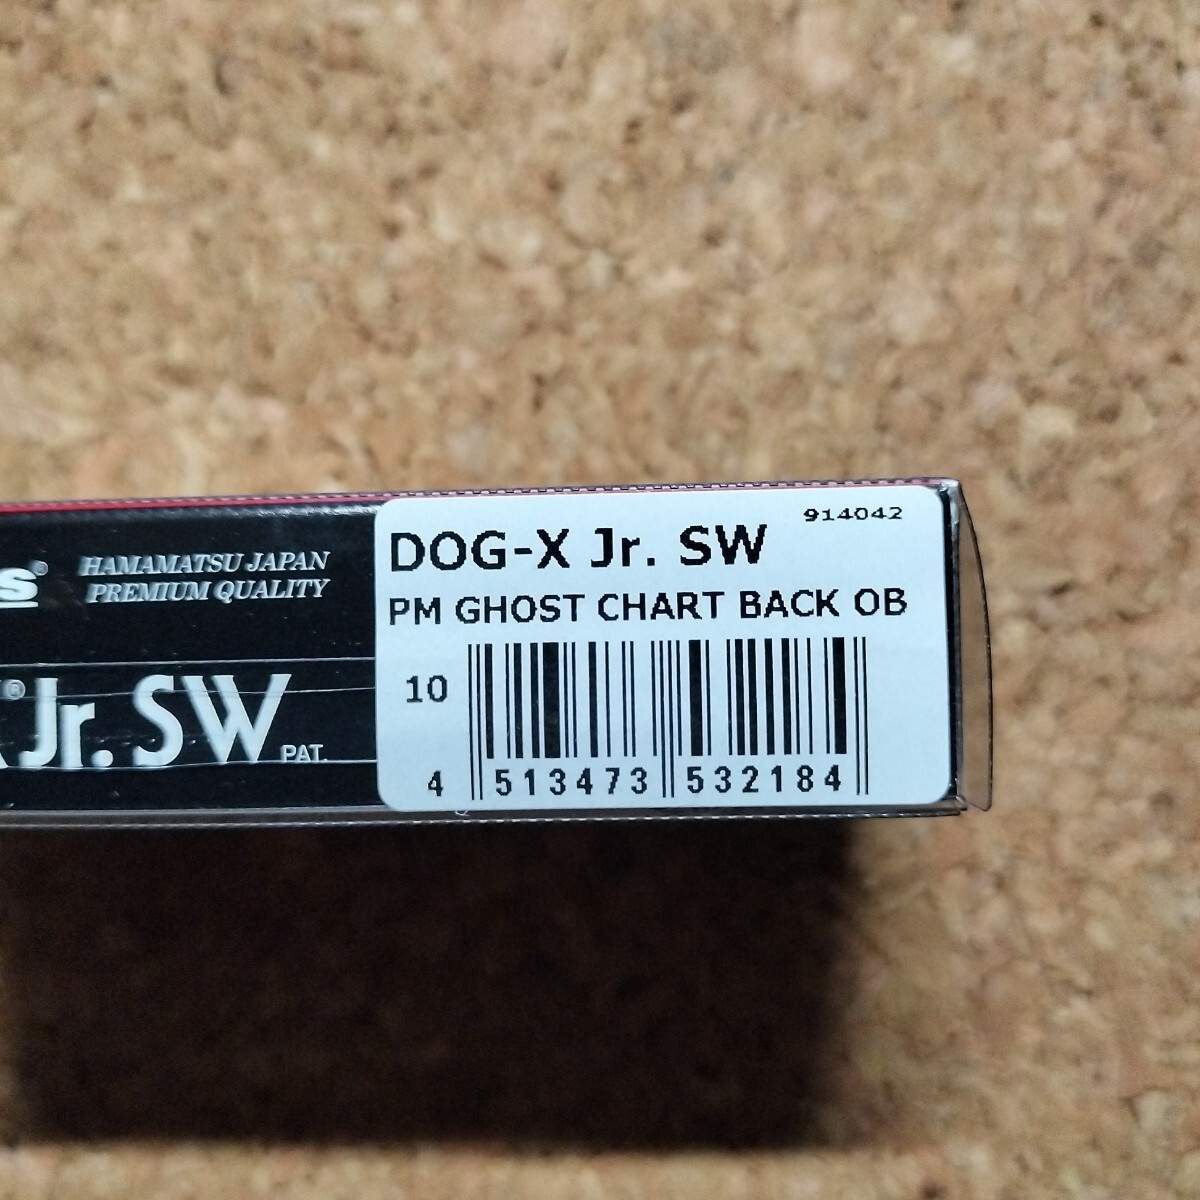 HAMAMATSU JAPAN
PREMIUM QUALITY
Jr. SW PAT.
914042
DOG-X Jr. SW
PM GHOST CHART BACK OB
10
4 513473 532184